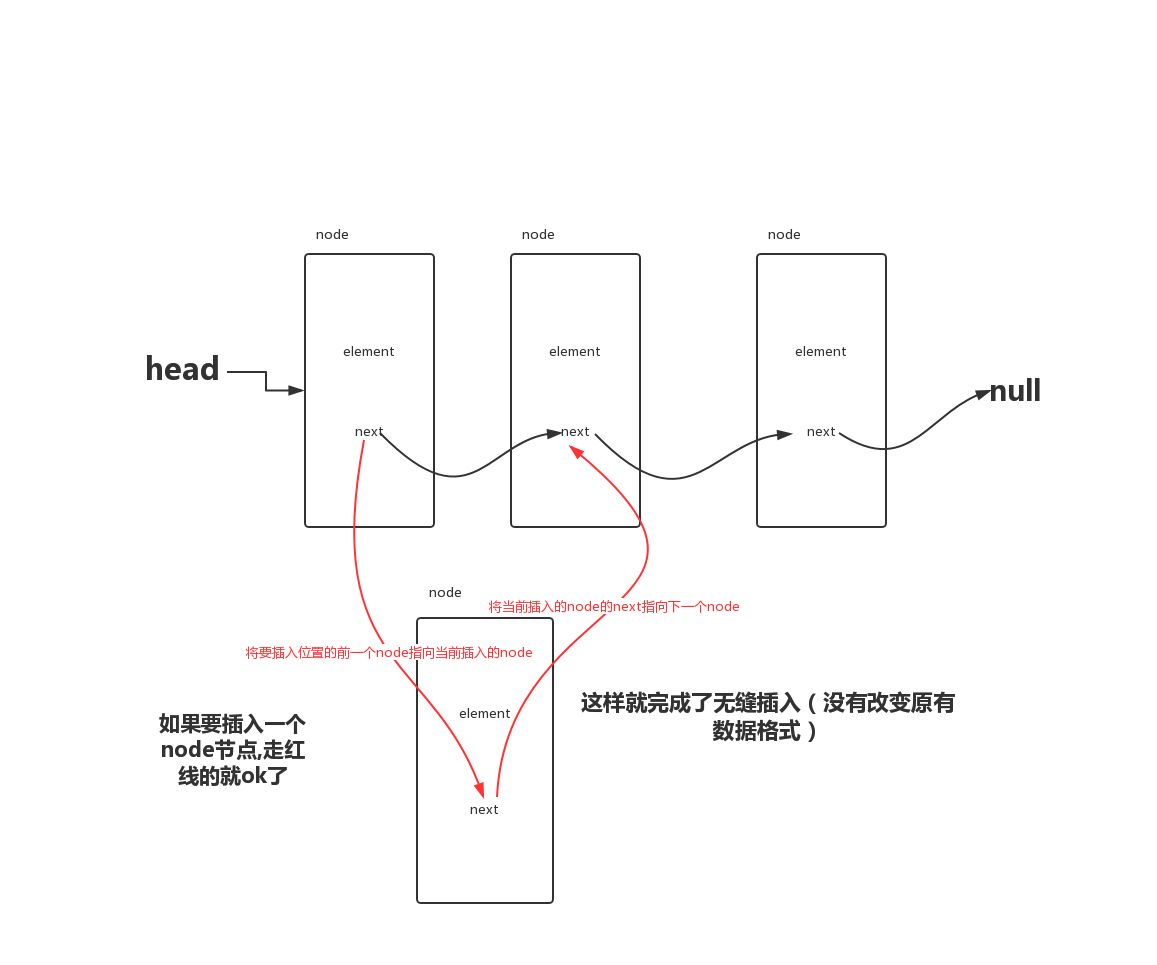 node
node
node
element
element
element
head
null
next
next
next
node
将当前插入的node的next指向下一个node
将要插入位置的前一个node指向当前插入的node
element
next
如果要插入一个
node节点,走红
线的就ok了
这样就完成了无缝插入（没有改变原有
数据格式）